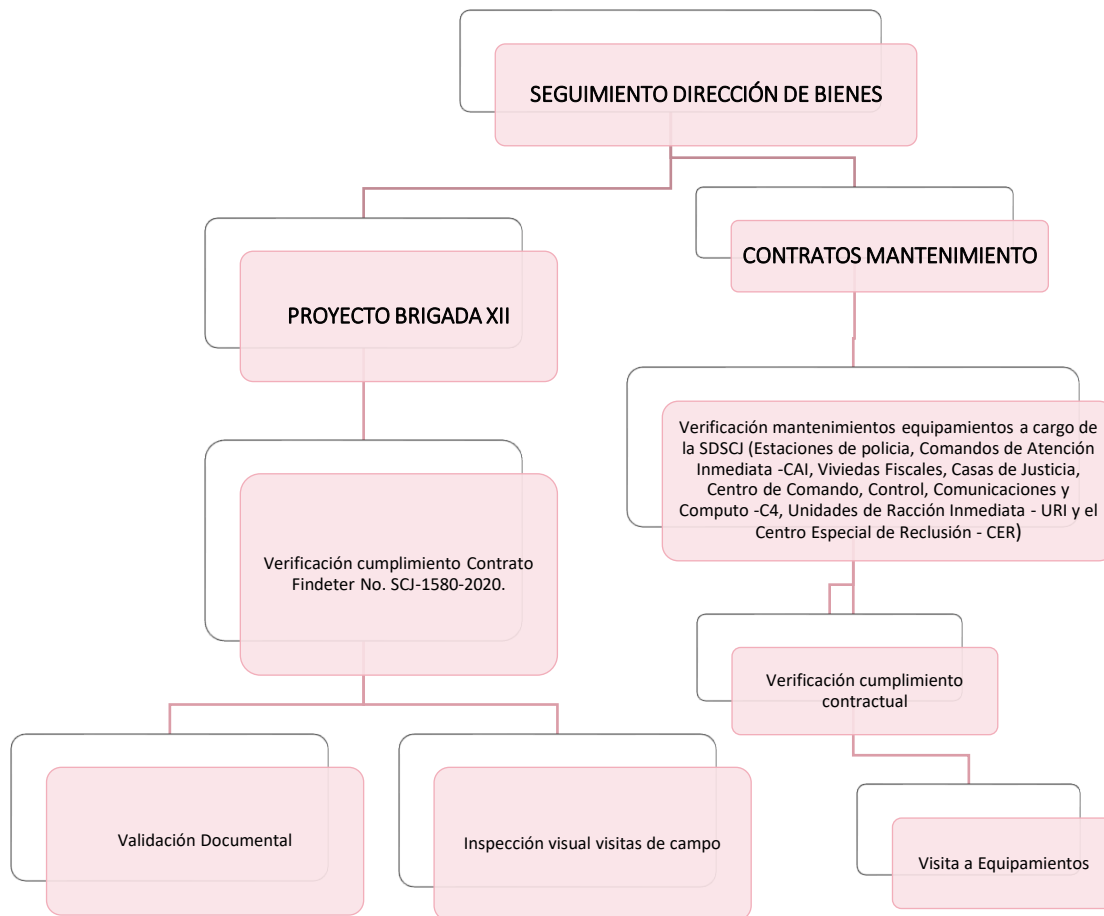 SEGUIMIENTO DIRECCIÓN DE BIENES
CONTRATOS MANTENIMIENTO
PROYECTO BRIGADA XII
Verificación mantenimientos equipamientos a cargo de
la SDSCJ (Estaciones de policia, Comandos de Atención
Inmediata -CAI, Viviedas Fiscales, Casas de Justicia,
Centro de Comando, Control, Comunicaciones y
Computo -C4, Unidades de Racción Inmediata - URI y el
Centro Especial de Reclusión - CER)
Verificación cumplimiento Contrato
Findeter No. SCJ-1580-2020.
Verificación cumplimiento
contractual
Validación Documental
Inspección visual visitas de campo
Visita a Equipamientos